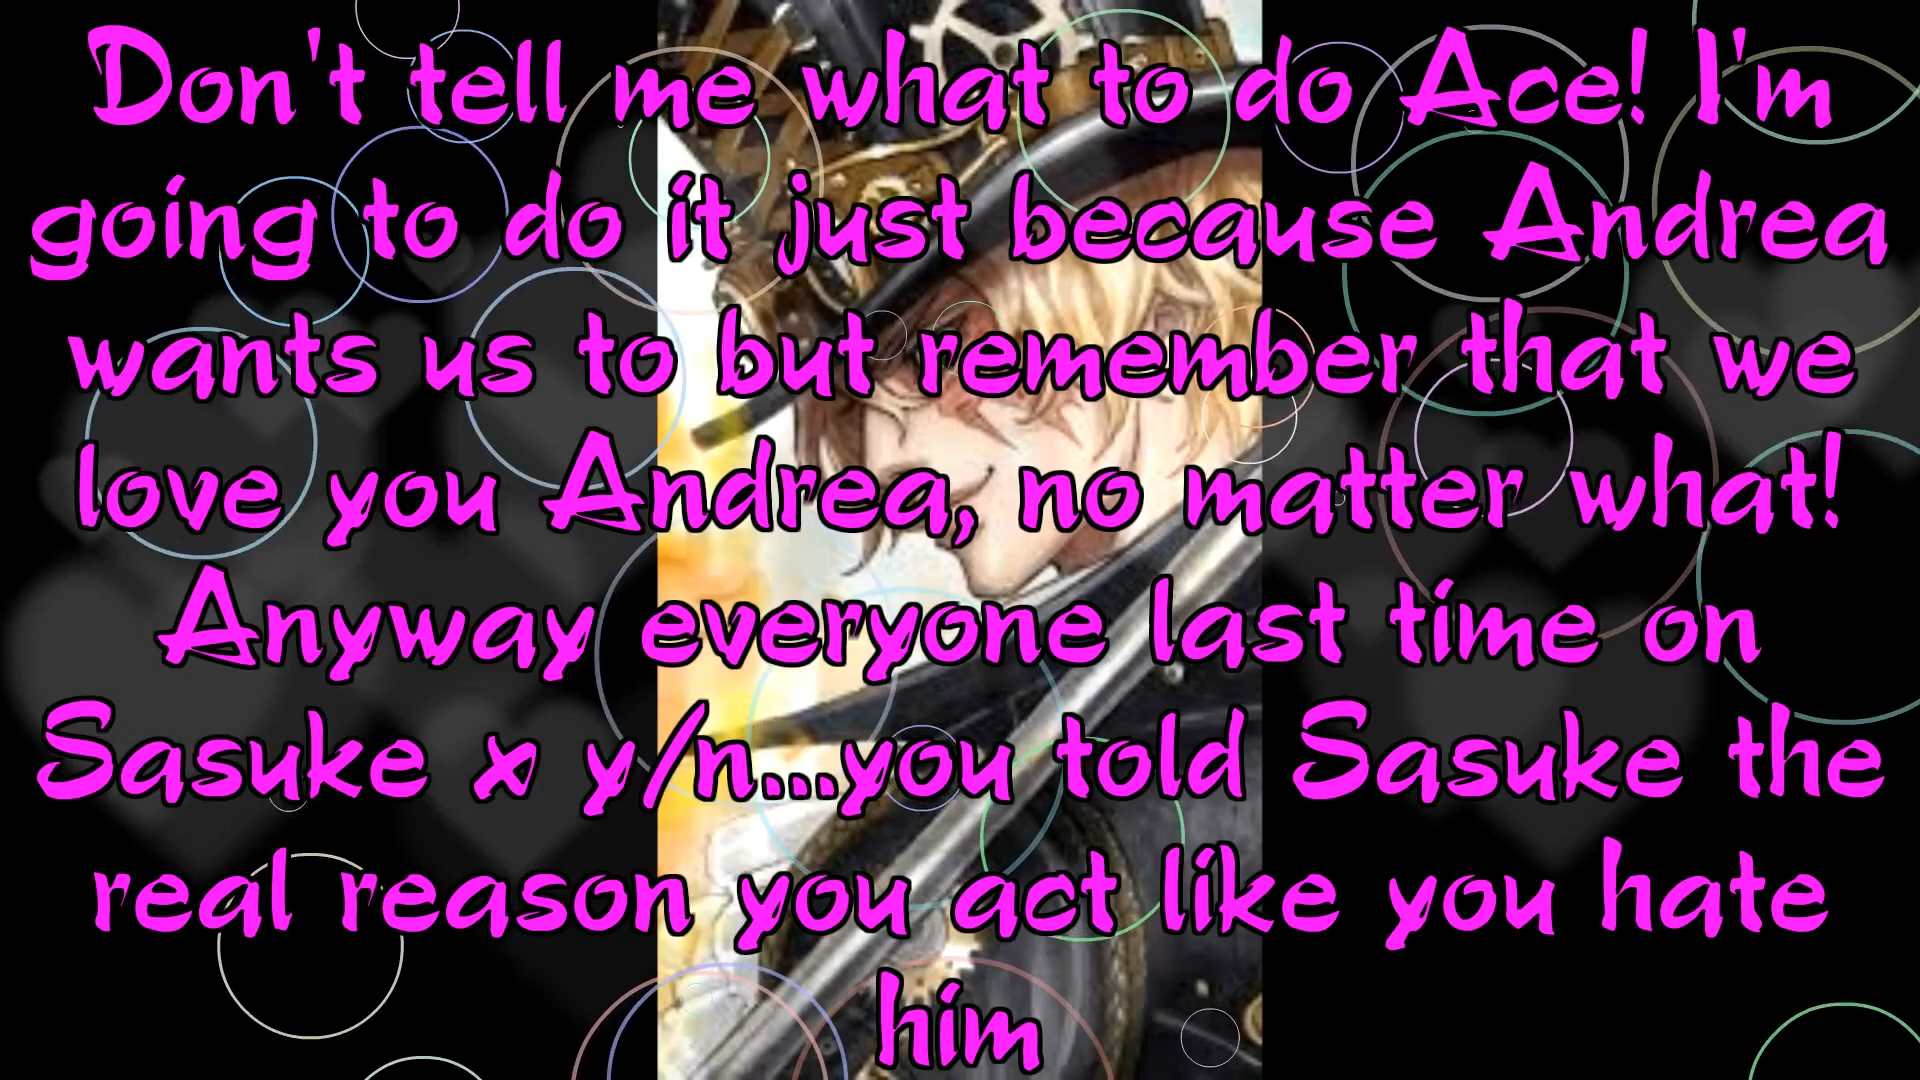 Don't tell me what to do Ace! I'm
going to do it just because Andrea
wants us to but remember that we
love you Andrea, no matter what!
Anyway everyone last time on
Sasuke x y/n...you told Sasuke the
real reason you act like you hate
him